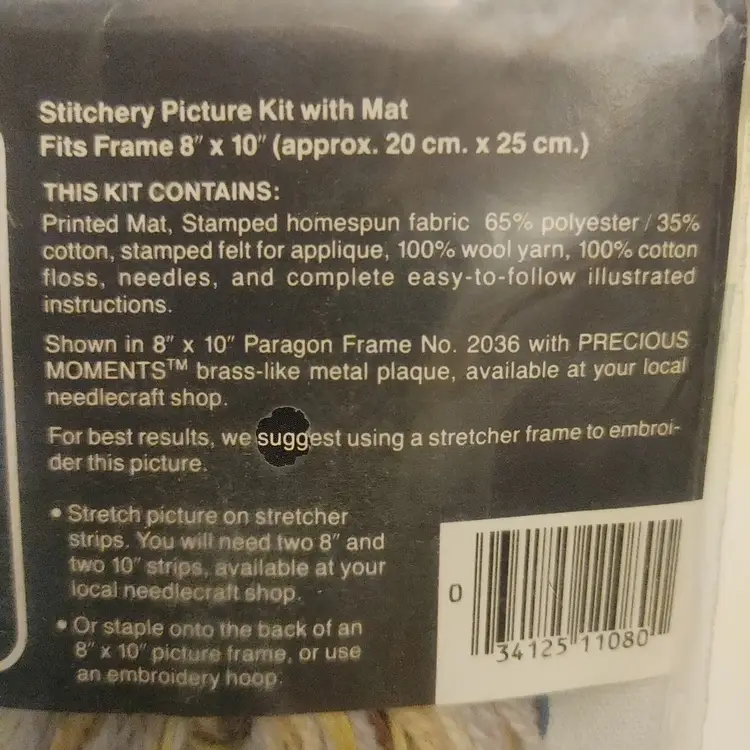 Stitchery Picture Kit with Mat
Fits Frame 8" x 10" (approx. 20 cm. x 25 cm.)
THIS KIT CONTAINS:
Printed Mat, Stamped homespun fabric 65% polyester / 35%
cotton, stamped felt for applique, 100% wool yarn, 100% cotton
floss, needles, and complete easy-to-follow illustrated
instructions.
Shown in 8" x 10" Paragon Frame No. 2036 with PRECIOUS
MOMENTS™ brass-like metal plaque, available at your local
needlecraft shop.
For best results, we suggest using a stretcher frame to embroi-
der this picture.
• Stretch picture on stretcher
strips. You will need two 8" and
two 10" strips, available at your
local needlecraft shop.
• Or staple onto the back of an
8" x 10" picture frame, or use
an embroidery hoop.
0 34125 11080